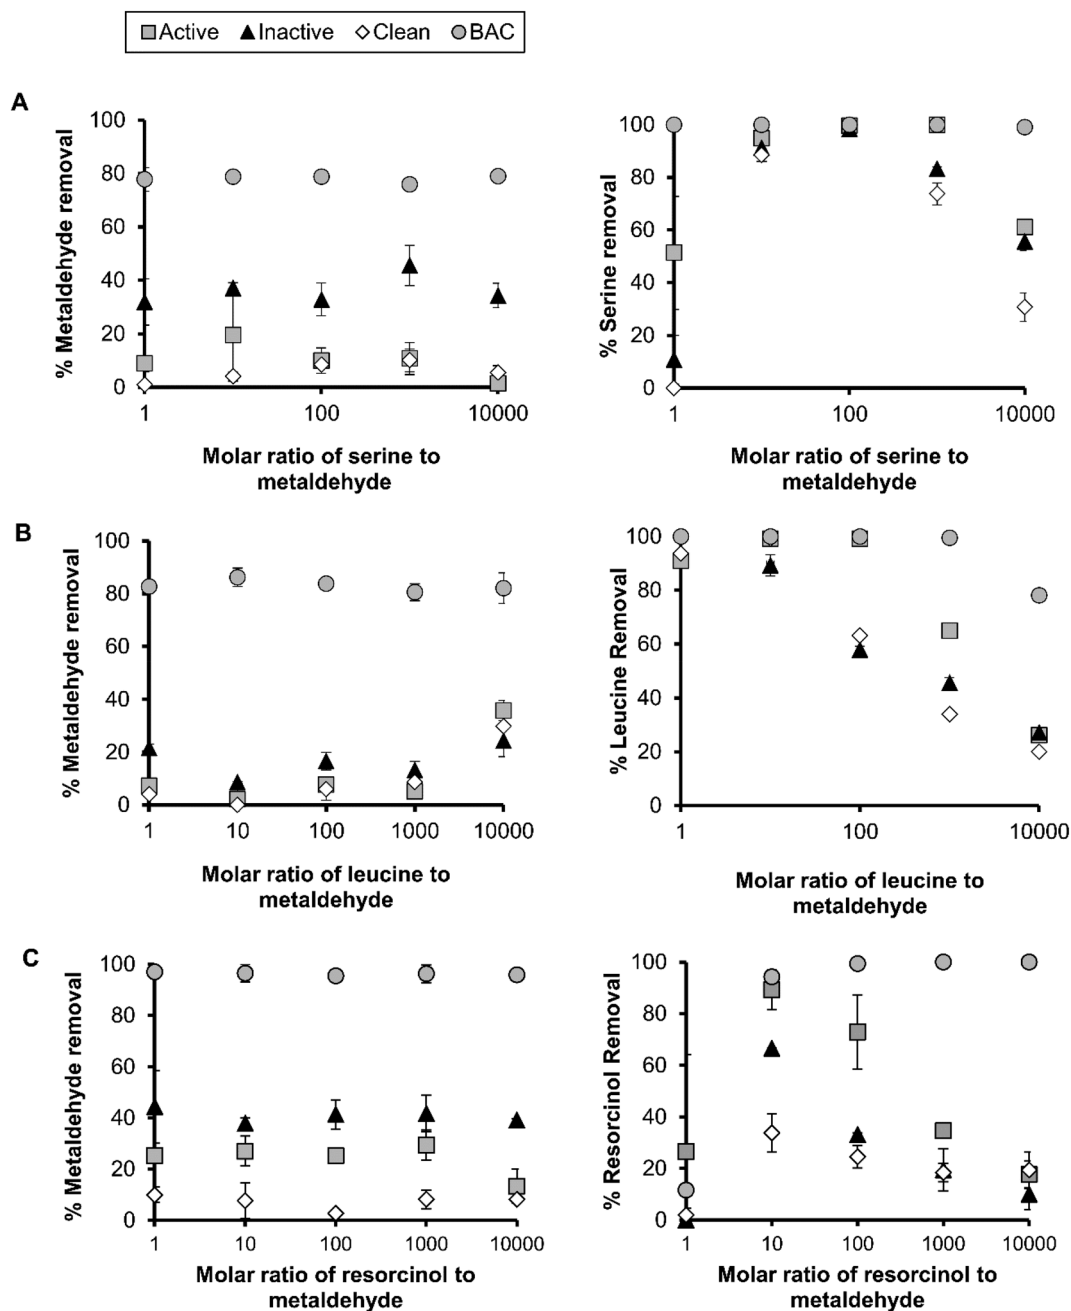 Active Inactive Clean BAC
A
% Metaldehyde removal
100
80
60
40
20
0
1 100 10000
Molar ratio of serine to
metaldehyde
% Serine removal
100
80
60
40
20
0
1 100 10000
Molar ratio of serine to
metaldehyde
B
% Metaldehyde removal
100
80
60
40
20
0
1 10 100 1000 10000
Molar ratio of leucine to
metaldehyde
% Leucine Removal
100
80
60
40
20
0
1 100 10000
Molar ratio of leucine to
metaldehyde
C
% Metaldehyde removal
100
80
60
40
20
0
1 10 100 1000 10000
Molar ratio of resorcinol to
metaldehyde
% Resorcinol Removal
100
80
60
40
20
0
1 10 100 1000 10000
Molar ratio of resorcinol to
metaldehyde